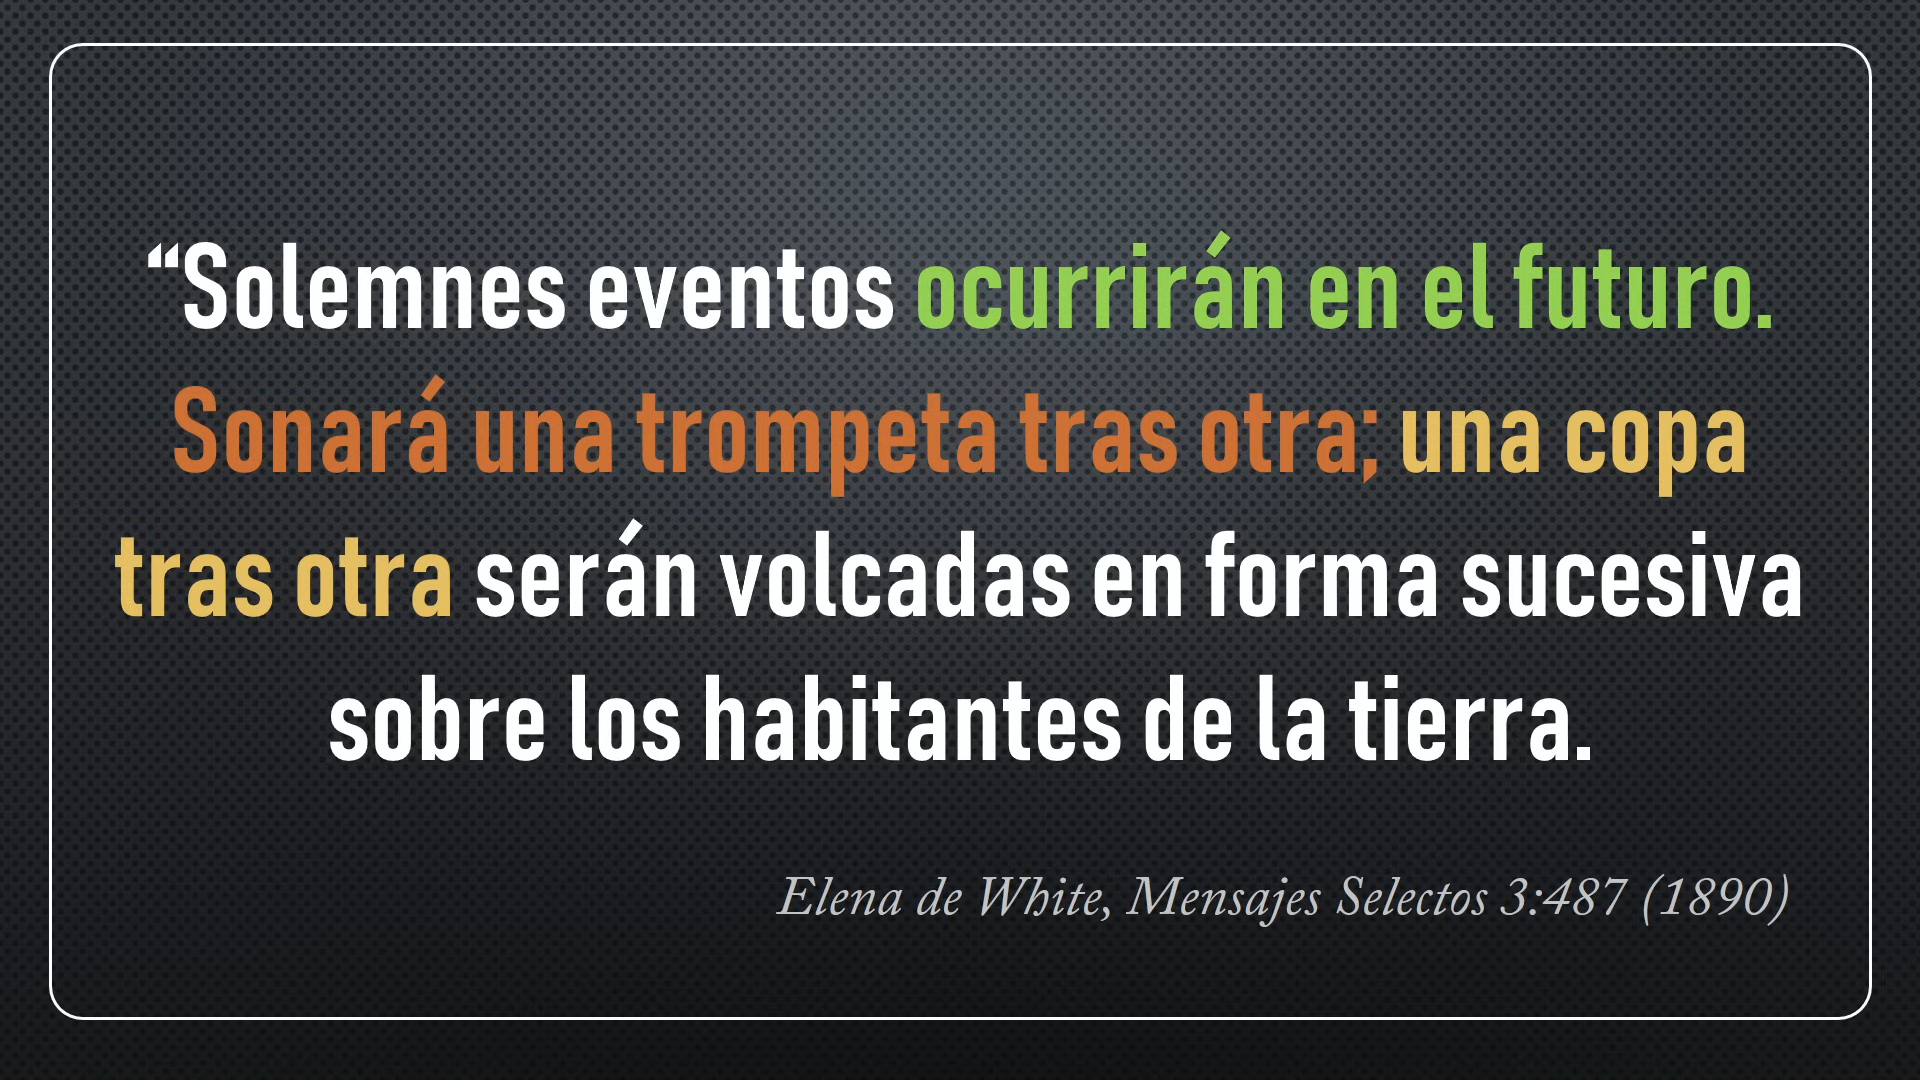 “Solemnes eventos ocurrirán en el futuro.
Sonará una trompeta tras otra; una copa
tras otra serán volcadas en forma sucesiva
sobre los habitantes de la tierra.
Elena de White, Mensajes Selectos 3:487 (1890)